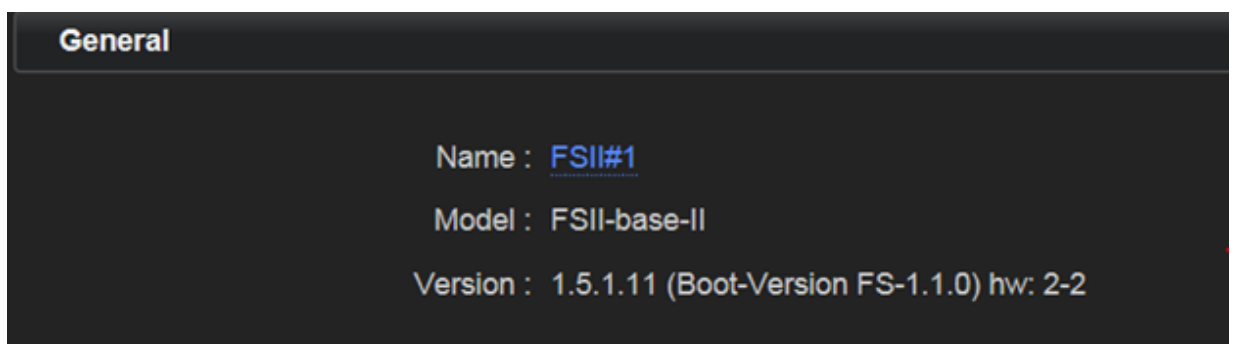 General
Name : FSII#1
Model : FSII-base-II
Version : 1.5.1.11 (Boot-Version FS-1.1.0) hw: 2-2